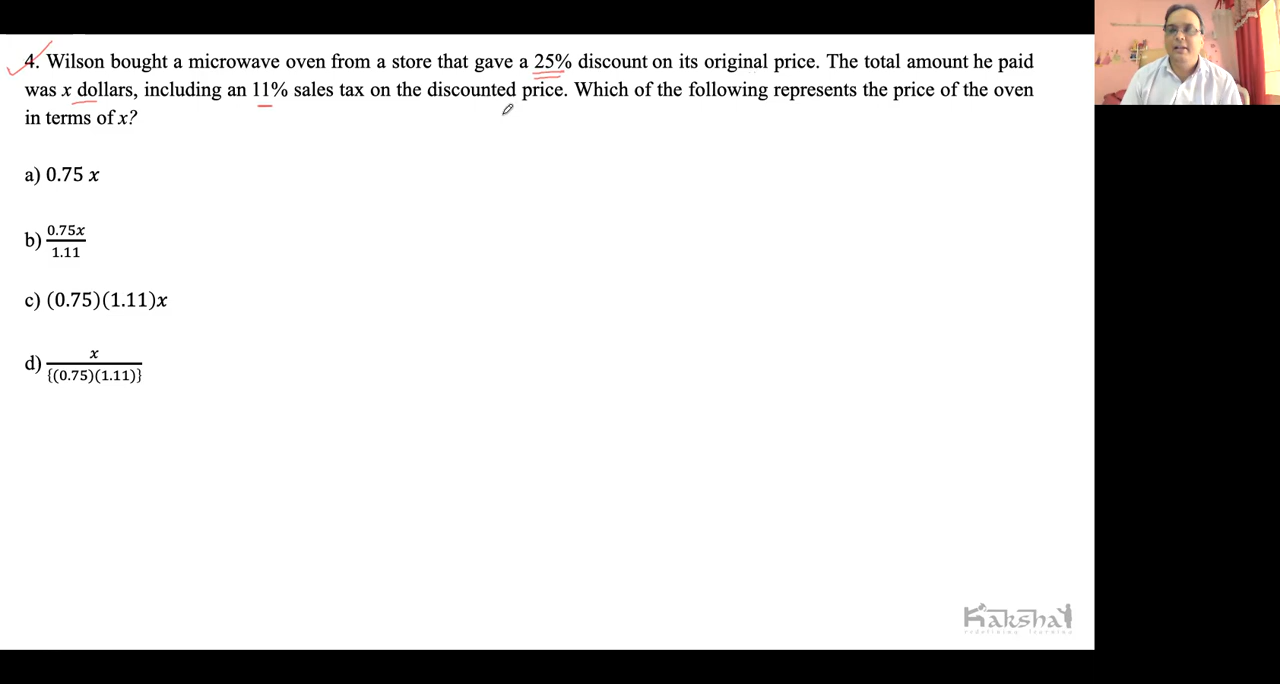 4. Wilson bought a microwave oven from a store that gave a 25% discount on its original price. The total amount he paid
was x dollars, including an 11% sales tax on the discounted price. Which of the following represents the price of the oven
in terms of x?
a) 0.75 x
b) 0.75x/1.11
c) (0.75)(1.11)x
d) x/{(0.75)(1.11)}
Kaksha
redefining learning